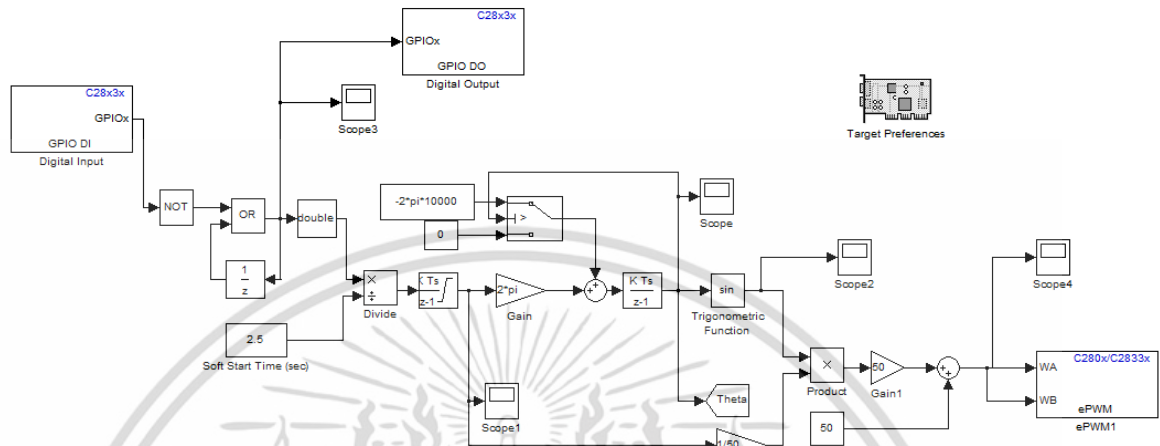 C28x3x
GPIOx
GPIO DO
Digital Output
C28x3x
GPIOx
GPIO DI
Digital Input
Scope3
Target Preferences
NOT
OR
double
-2*pi*10000
0
>
Scope
Scope2
Scope4
1
z
×
÷
Divide
K Ts
z-1
2*pi
Gain
+
+
K Ts
z-1
sin
Trigonometric
Function
2.5
Soft Start Time (sec)
Scope1
Theta
1/50
×
Product
50
Gain1
+
+
50
C280x/C2833x
WA
WB
ePWM
ePWM1